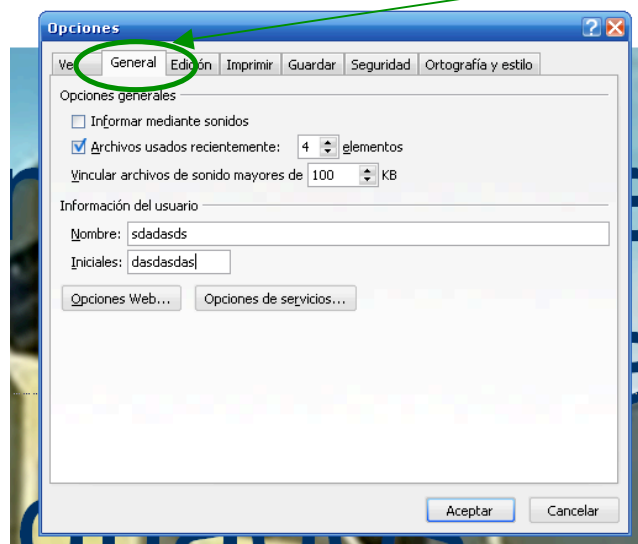 Opciones
General Edición Imprimir Guardar Seguridad Ortografía y estilo
Opciones generales
Informar mediante sonidos
Archivos usados recientemente: 4 elementos
Vincular archivos de sonido mayores de 100 KB
Información del usuario
Nombre: sdadasds
Iniciales: dasdasdas
Opciones Web... Opciones de servicios...
Aceptar Cancelar